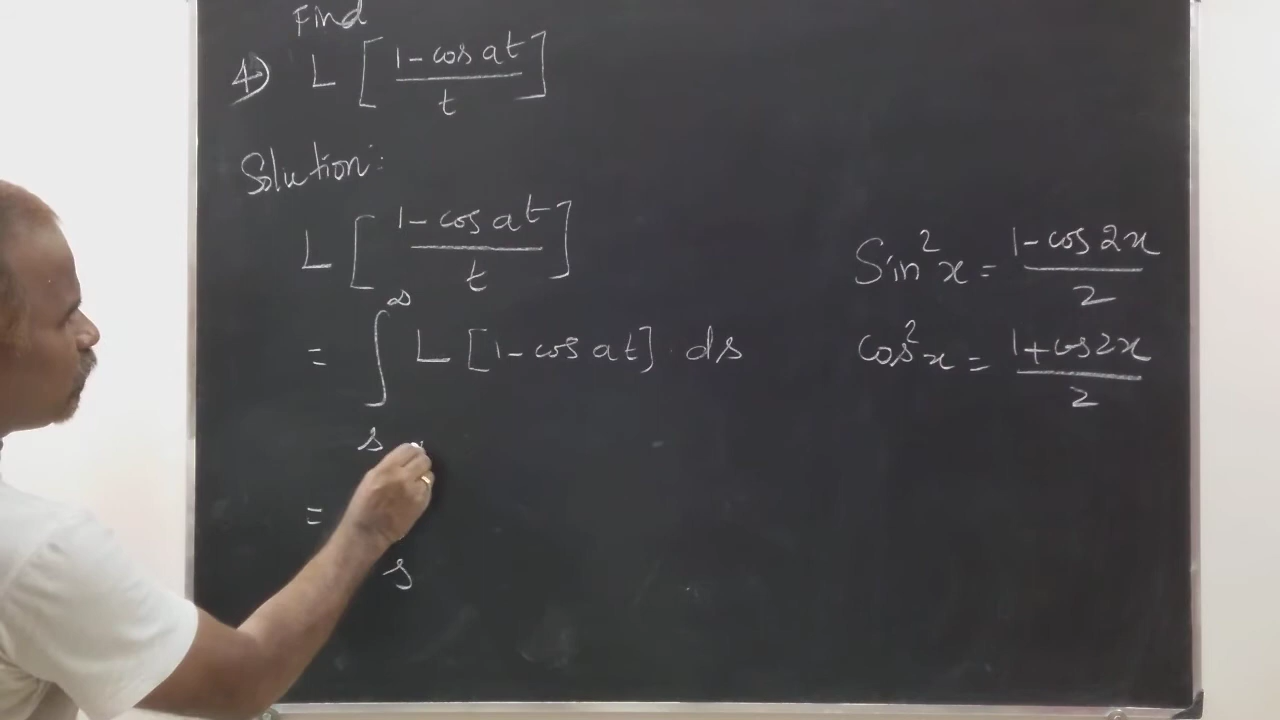 Find
4) L [ (1 - cos at) / t ]
Solution:
L [ (1 - cos at) / t ]
= ∫_s^∞ L [1 - cos at] . ds
=
s
Sin²x = (1 - cos 2x) / 2
cos²x = (1 + cos 2x) / 2